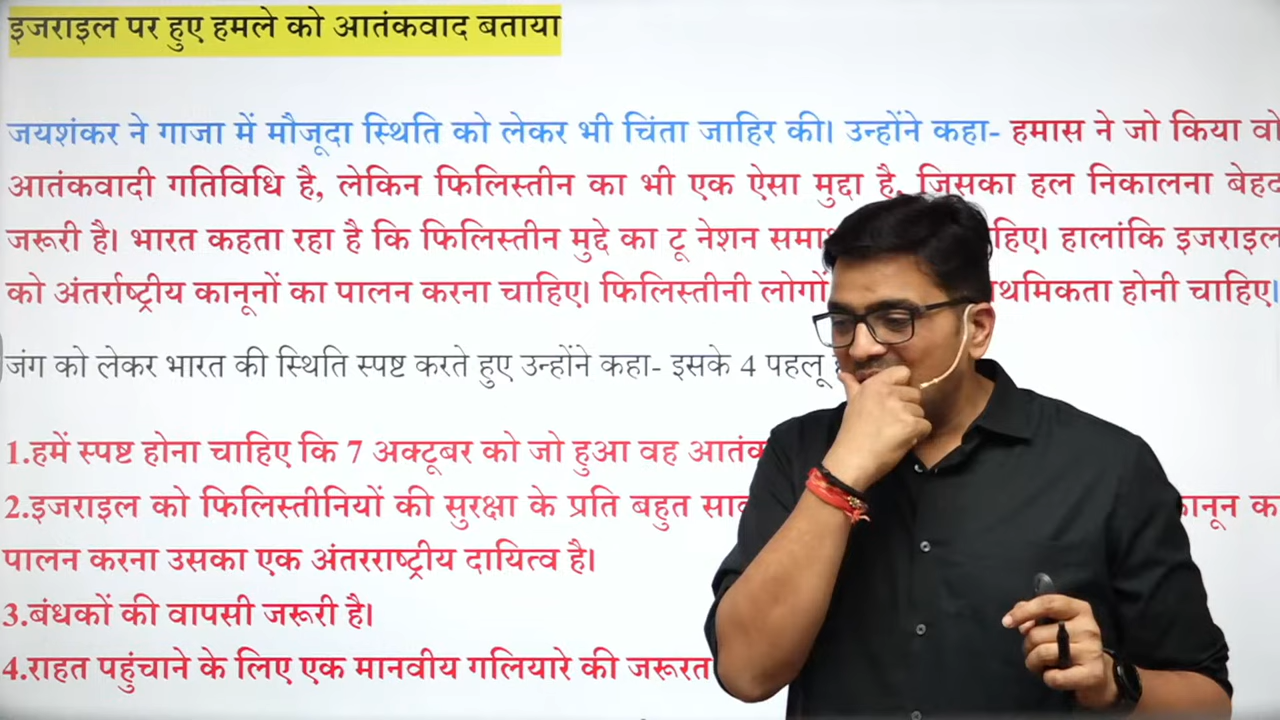 इजराइल पर हुए हमले को आतंकवाद बताया
जयशंकर ने गाजा में मौजूदा स्थिति को लेकर भी चिंता जाहिर की। उन्होंने कहा- हमास ने जो किया वो
आतंकवादी गतिविधि है, लेकिन फिलिस्तीन का भी एक ऐसा मुद्दा है, जिसका हल निकालना बेहद
जरूरी है। भारत कहता रहा है कि फिलिस्तीन मुद्दे का टू नेशन हालांकि इजराइल
को अंतर्राष्ट्रीय कानूनों का पालन करना चाहिए। फिलिस्तीनी लोगों होनी चाहिए।
जंग को लेकर भारत की स्थिति स्पष्ट करते हुए उन्होंने कहा- इसके 4 पहलू
1.हमें स्पष्ट होना चाहिए कि 7 अक्टूबर को जो हुआ वह
2.इजराइल को फिलिस्तीनियों की सुरक्षा के प्रति बहुत
पालन करना उसका एक अंतरराष्ट्रीय दायित्व है।
3.बंधकों की वापसी जरूरी है।
4.राहत पहुंचाने के लिए एक मानवीय गलियारे की जरूरत